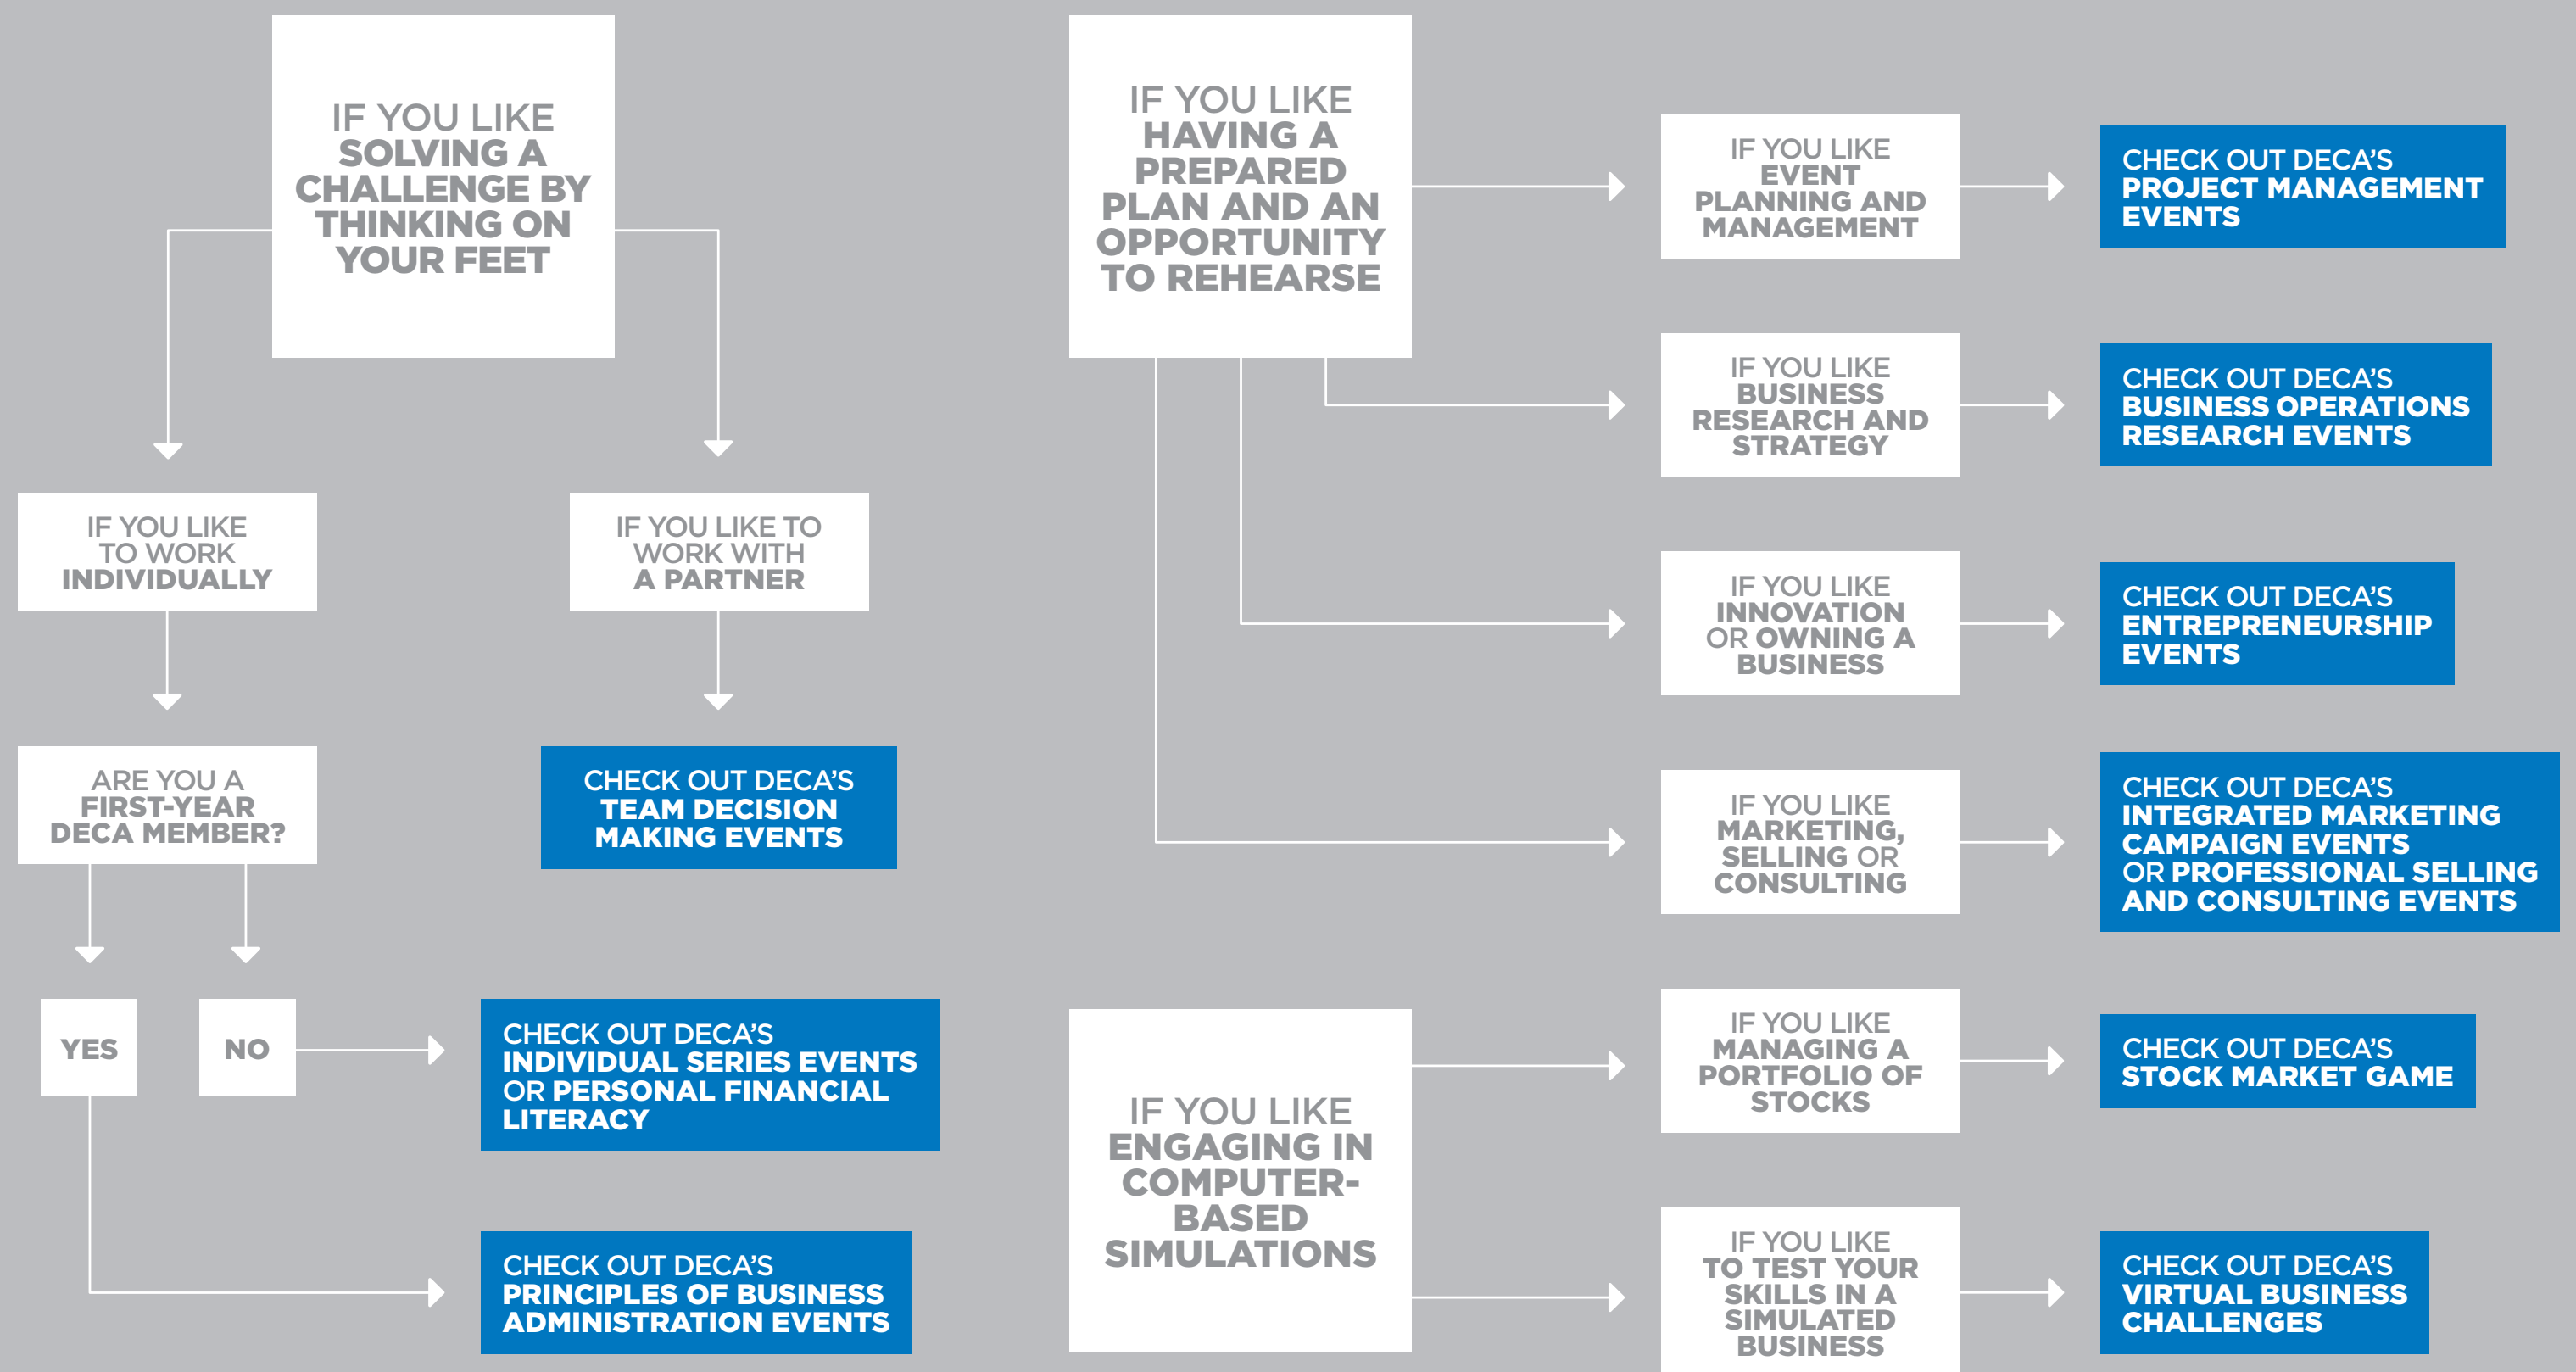 IF YOU LIKE
SOLVING A
CHALLENGE BY
THINKING ON
YOUR FEET
IF YOU LIKE
TO WORK
INDIVIDUALLY
IF YOU LIKE TO
WORK WITH
A PARTNER
ARE YOU A
FIRST-YEAR
DECA MEMBER?
CHECK OUT DECA’S
TEAM DECISION
MAKING EVENTS
YES
NO
CHECK OUT DECA’S
INDIVIDUAL SERIES EVENTS
OR PERSONAL FINANCIAL
LITERACY
CHECK OUT DECA’S
PRINCIPLES OF BUSINESS
ADMINISTRATION EVENTS
IF YOU LIKE
HAVING A
PREPARED
PLAN AND AN
OPPORTUNITY
TO REHEARSE
IF YOU LIKE
EVENT
PLANNING AND
MANAGEMENT
CHECK OUT DECA’S
PROJECT MANAGEMENT
EVENTS
IF YOU LIKE
BUSINESS
RESEARCH AND
STRATEGY
CHECK OUT DECA’S
BUSINESS OPERATIONS
RESEARCH EVENTS
IF YOU LIKE
INNOVATION
OR OWNING A
BUSINESS
CHECK OUT DECA’S
ENTREPRENEURSHIP
EVENTS
IF YOU LIKE
MARKETING,
SELLING OR
CONSULTING
CHECK OUT DECA’S
INTEGRATED MARKETING
CAMPAIGN EVENTS
OR PROFESSIONAL SELLING
AND CONSULTING EVENTS
IF YOU LIKE
ENGAGING IN
COMPUTER-
BASED
SIMULATIONS
IF YOU LIKE
MANAGING A
PORTFOLIO OF
STOCKS
CHECK OUT DECA’S
STOCK MARKET GAME
IF YOU LIKE
TO TEST YOUR
SKILLS IN A
SIMULATED
BUSINESS
CHECK OUT DECA’S
VIRTUAL BUSINESS
CHALLENGES